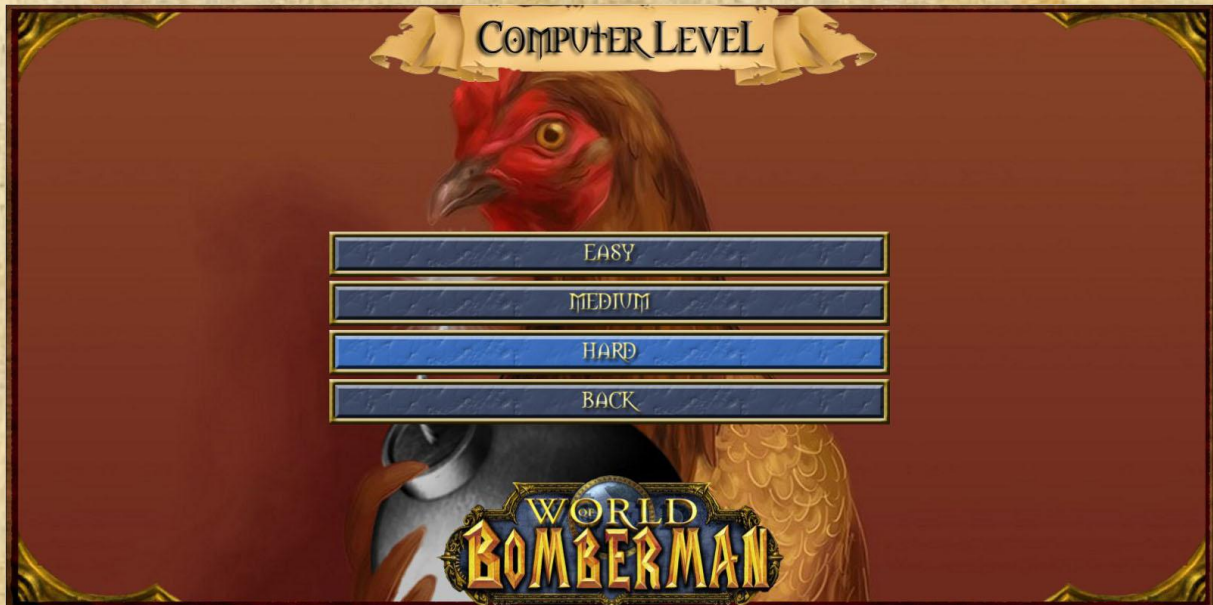 COMPUTER LEVEL
EASY
MEDIUM
HARD
BACK
WORLD
OF
BOMBERMAN